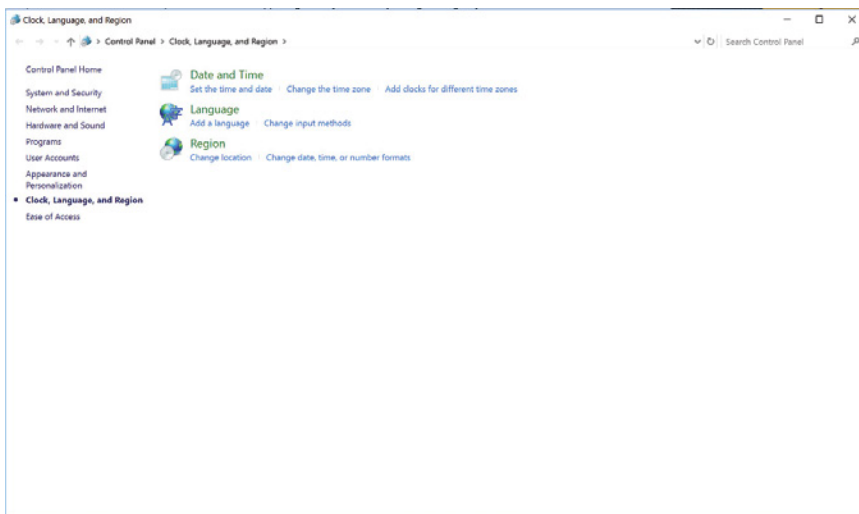 Clock, Language, and Region
Control Panel > Clock, Language, and Region >
Search Control Panel
Control Panel Home
System and Security
Network and Internet
Hardware and Sound
Programs
User Accounts
Appearance and
Personalization
Clock, Language, and Region
Ease of Access
Date and Time
Set the time and date
Change the time zone
Add clocks for different time zones
Language
Add a language
Change input methods
Region
Change location
Change date, time, or number formats